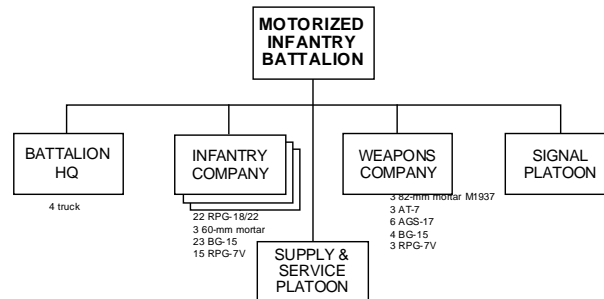 MOTORIZED
INFANTRY
BATTALION
BATTALION
HQ
4 truck
INFANTRY
COMPANY
22 RPG-18/22
3 60-mm mortar
23 BG-15
15 RPG-7V
SUPPLY &
SERVICE
PLATOON
WEAPONS
COMPANY
3 82-mm mortar M1937
3 AT-7
6 AGS-17
4 BG-15
3 RPG-7V
SIGNAL
PLATOON